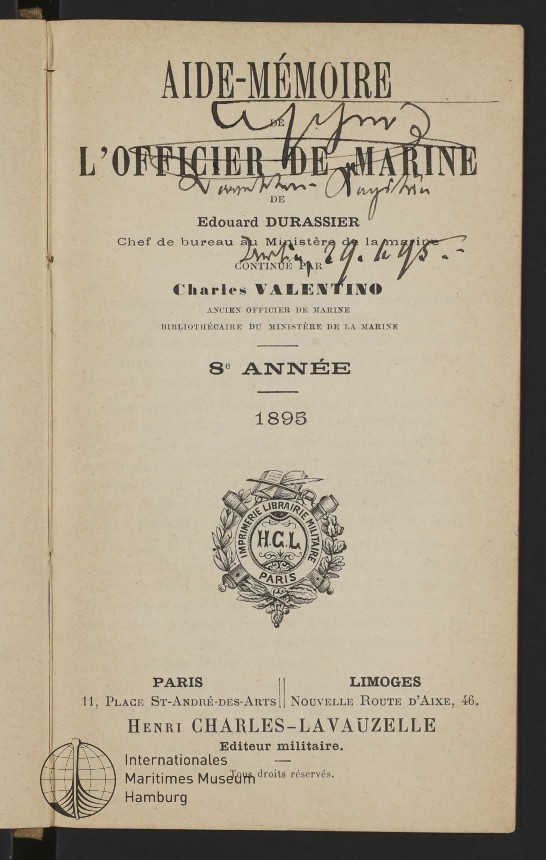 AIDE-MÉMOIRE
DE
L'OFFICIER DE MARINE
DE
Edouard DURASSIER
Chef de bureau au Ministère de la marine
CONTINUÉ PAR
Charles VALENTINO
ANCIEN OFFICIER DE MARINE
BIBLIOTHÉCAIRE DU MINISTÈRE DE LA MARINE
8e ANNÉE
1895
IMPRIMERIE LIBRAIRIE MILITAIRE
H.C.L.
PARIS
PARIS
11, PLACE ST-ANDRÉ-DES-ARTS
LIMOGES
NOUVELLE ROUTE D'AIXE, 46.
HENRI CHARLES-LAVAUZELLE
Editeur militaire.
Tous droits réservés.
Internationales
Maritimes Museum
Hamburg